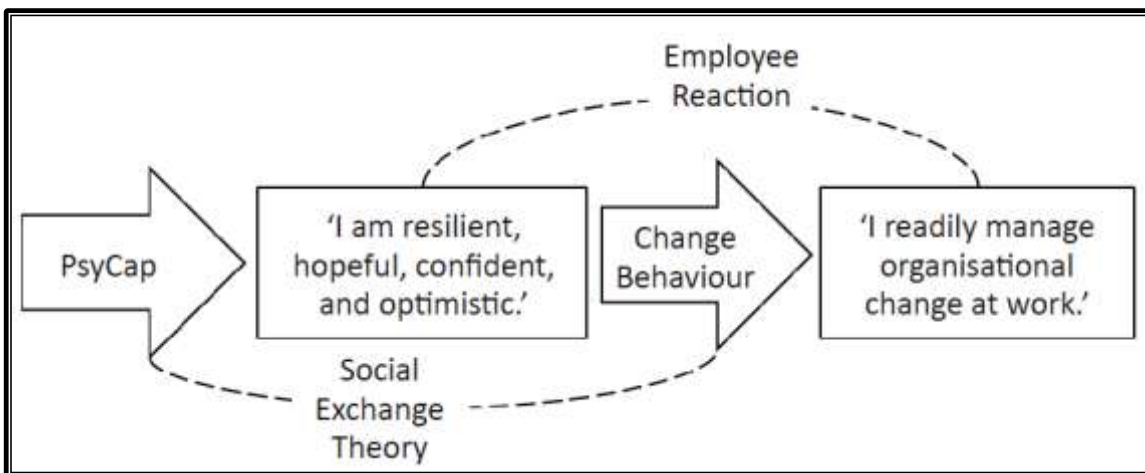 Employee
Reaction
PsyCap
‘I am resilient,
hopeful, confident,
and optimistic.’
Change
Behaviour
‘I readily manage
organisational
change at work.’
Social
Exchange
Theory